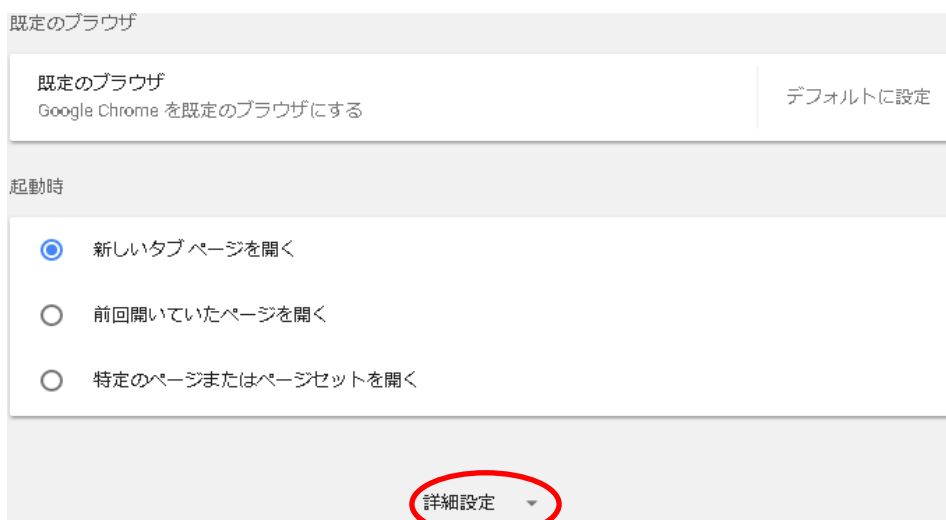 既定のブラウザ
既定のブラウザ
Google Chrome を既定のブラウザにする
デフォルトに設定
起動時
新しいタブ ページを開く
前回開いていたページを開く
特定のページまたはページセットを開く
詳細設定